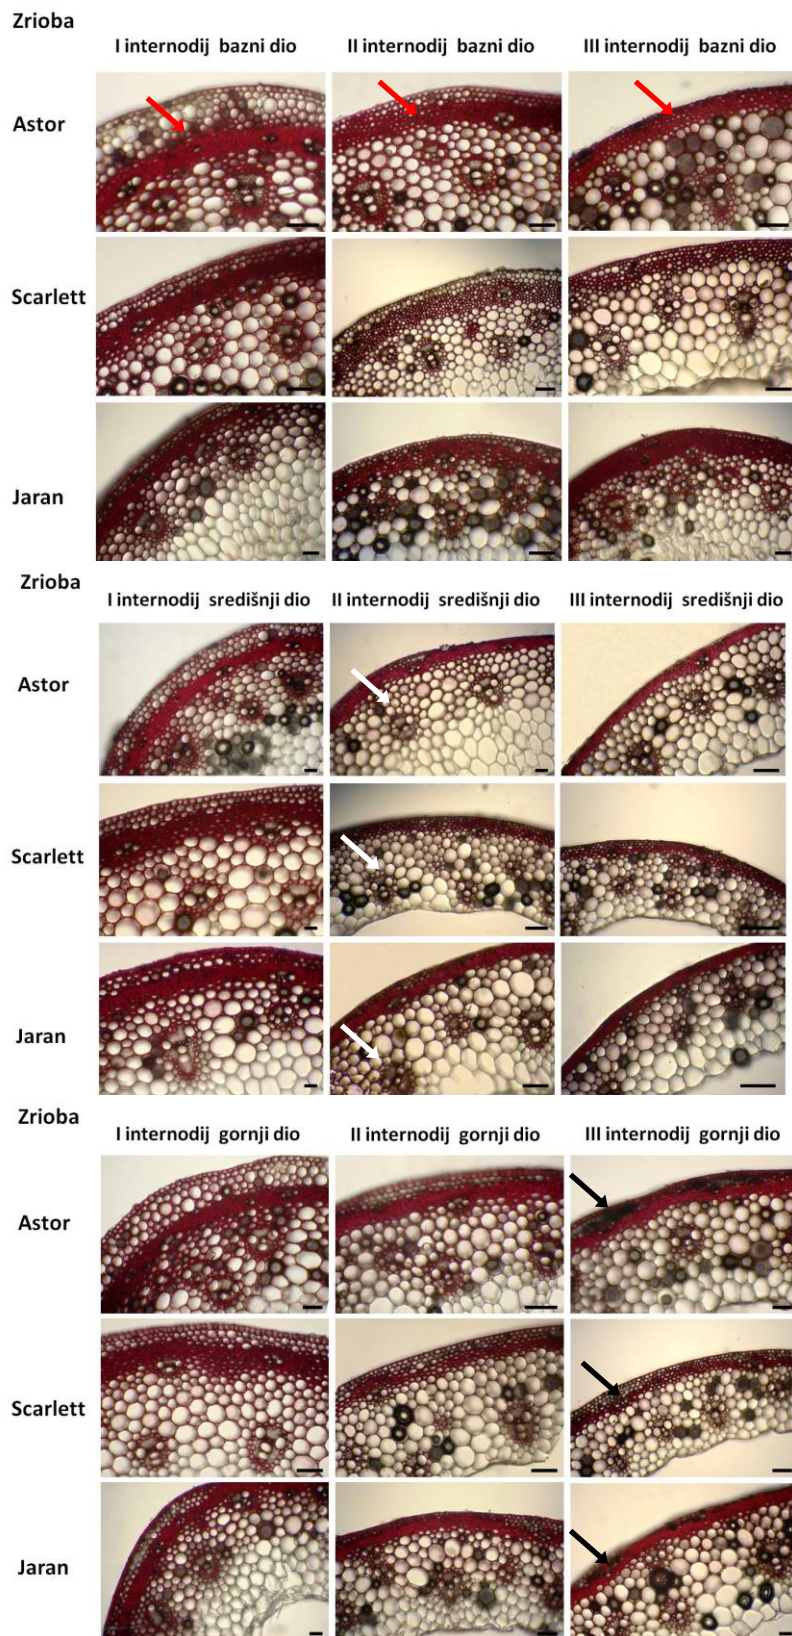 Zrioba
I internodij bazni dio II internodij bazni dio III internodij bazni dio
Astor
Scarlett
Jaran
Zrioba
I internodij središnji dio II internodij središnji dio III internodij središnji dio
Astor
Scarlett
Jaran
Zrioba
I internodij gornji dio II internodij gornji dio III internodij gornji dio
Astor
Scarlett
Jaran